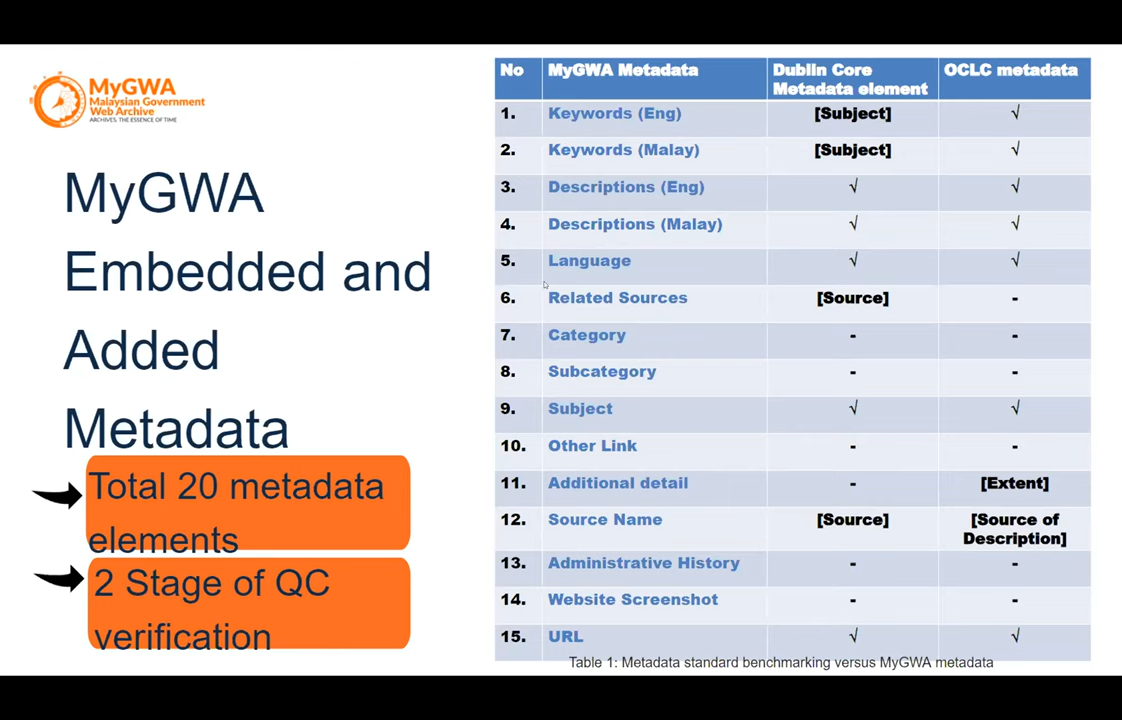 MyGWA
Malaysian Government
Web Archive
ARCHIVES: THE ESSENCE OF TIME
MyGWA
Embedded and
Added
Metadata
Total 20 metadata
elements
2 Stage of QC
verification
No MyGWA Metadata Dublin Core Metadata element OCLC metadata
1. Keywords (Eng) [Subject] √
2. Keywords (Malay) [Subject] √
3. Descriptions (Eng) √ √
4. Descriptions (Malay) √ √
5. Language √ √
6. Related Sources [Source] -
7. Category - -
8. Subcategory - -
9. Subject √ √
10. Other Link - -
11. Additional detail - [Extent]
12. Source Name [Source] [Source of Description]
13. Administrative History - -
14. Website Screenshot - -
15. URL √ √
Table 1: Metadata standard benchmarking versus MyGWA metadata